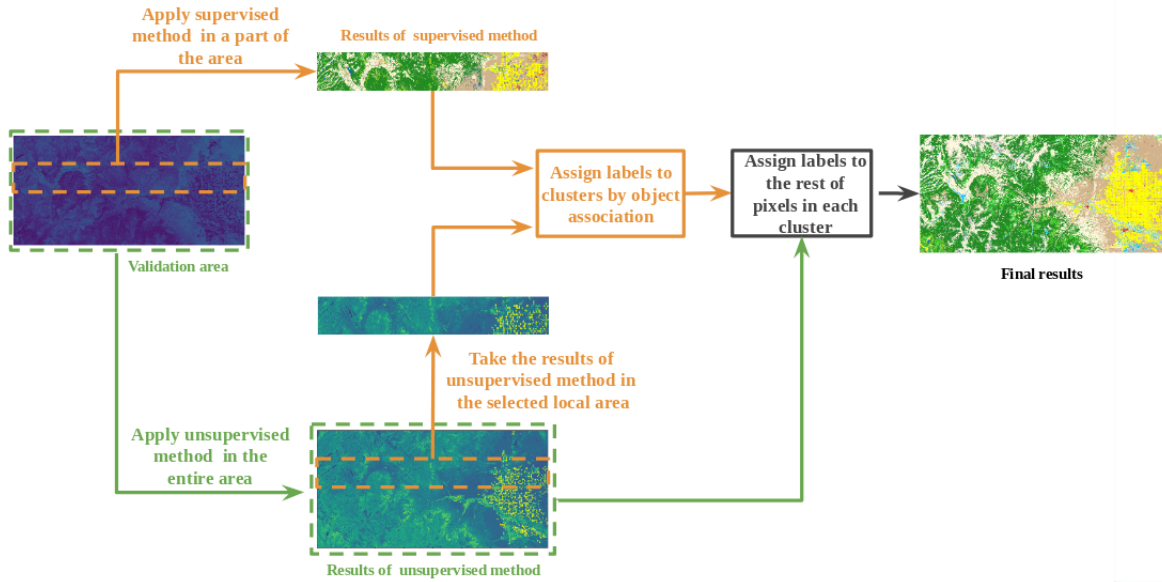 Apply supervised
method in a part of
the area
Results of supervised method
Validation area
Assign labels to
clusters by object
association
Assign labels to
the rest of
pixels in each
cluster
Final results
Take the results of
unsupervised method in
the selected local area
Apply unsupervised
method in the
entire area
Results of unsupervised method